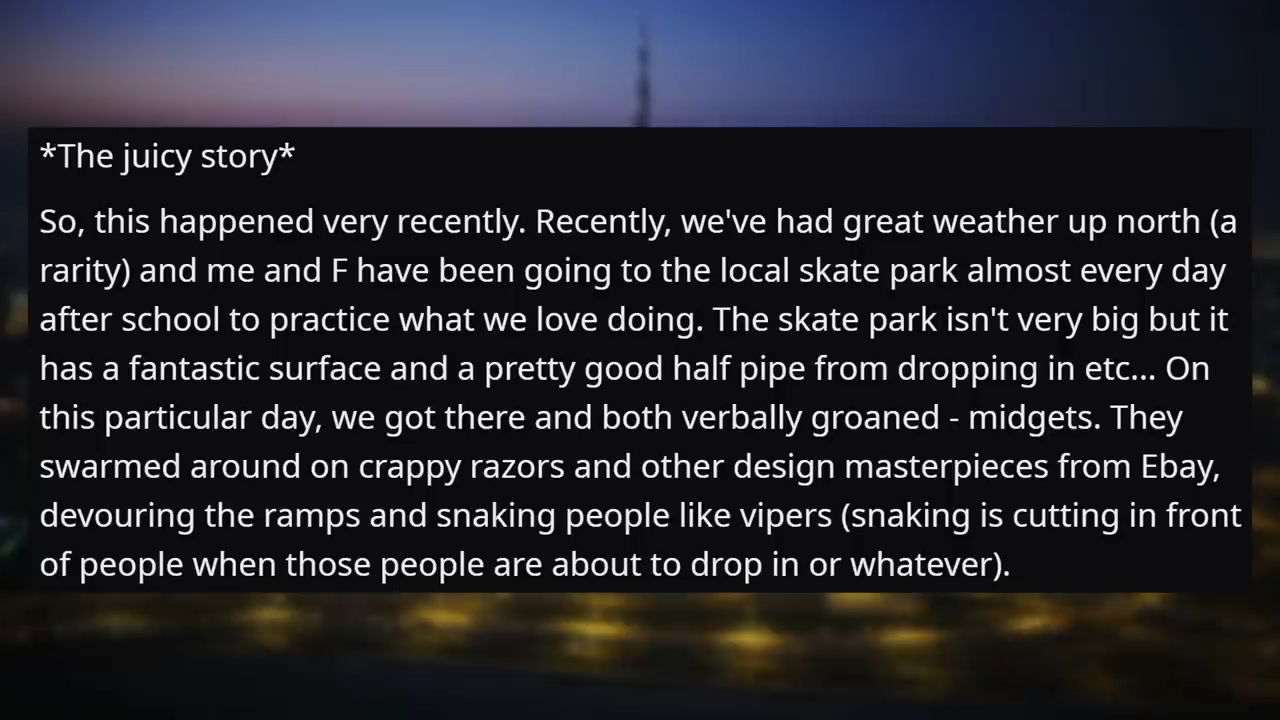 *The juicy story*
So, this happened very recently. Recently, we've had great weather up north (a
rarity) and me and F have been going to the local skate park almost every day
after school to practice what we love doing. The skate park isn't very big but it
has a fantastic surface and a pretty good half pipe from dropping in etc... On
this particular day, we got there and both verbally groaned - midgets. They
swarmed around on crappy razors and other design masterpieces from Ebay,
devouring the ramps and snaking people like vipers (snaking is cutting in front
of people when those people are about to drop in or whatever).